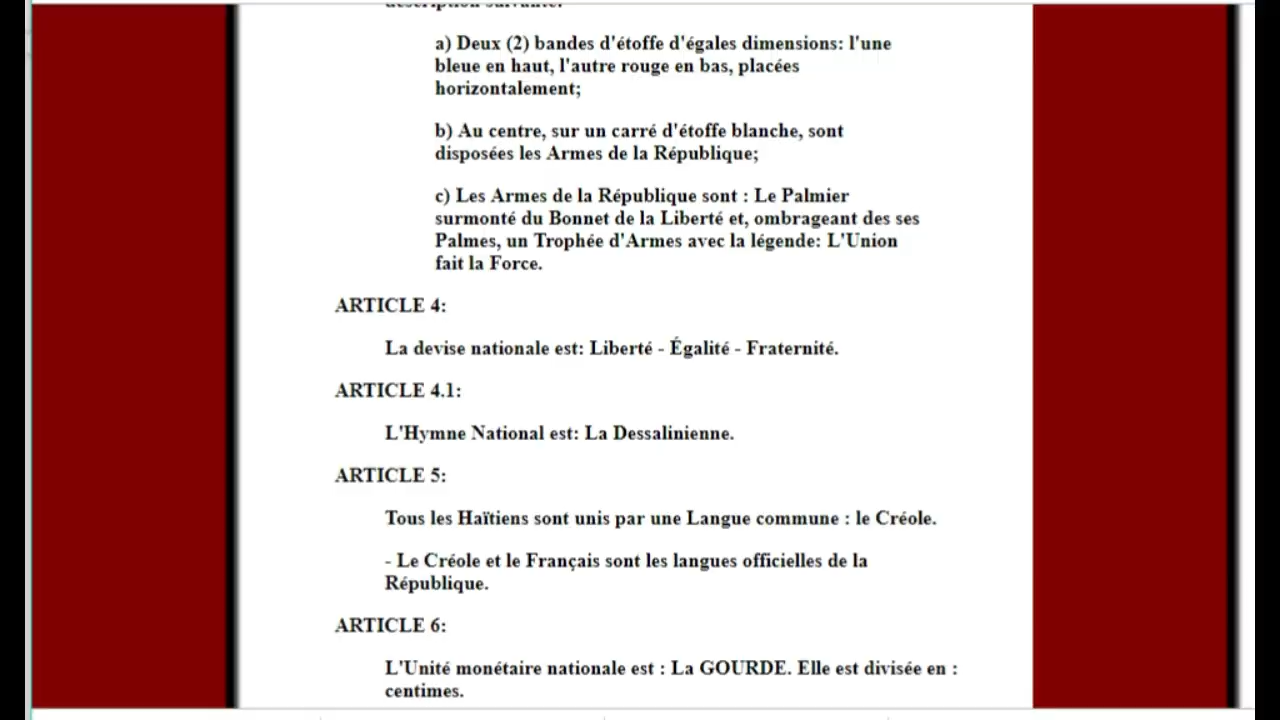 a) Deux (2) bandes d'étoffe d'égales dimensions: l'une
bleue en haut, l'autre rouge en bas, placées
horizontalement;
b) Au centre, sur un carré d'étoffe blanche, sont
disposées les Armes de la République;
c) Les Armes de la République sont : Le Palmier
surmonté du Bonnet de la Liberté et, ombrageant des ses
Palmes, un Trophée d'Armes avec la légende: L'Union
fait la Force.
ARTICLE 4:
La devise nationale est: Liberté - Égalité - Fraternité.
ARTICLE 4.1:
L'Hymne National est: La Dessalinienne.
ARTICLE 5:
Tous les Haïtiens sont unis par une Langue commune : le Créole.
- Le Créole et le Français sont les langues officielles de la
République.
ARTICLE 6:
L'Unité monétaire nationale est : La GOURDE. Elle est divisée en :
centimes.